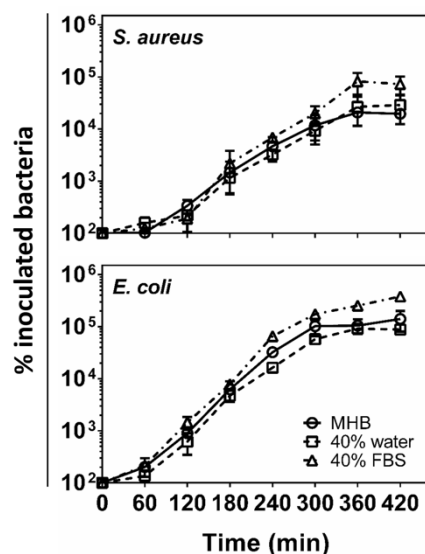 S. aureus
10⁶
10⁵
10⁴
10³
10²
E. coli
10⁶
10⁵
10⁴
10³
10²
% inoculated bacteria
MHB
40% water
40% FBS
0 60 120 180 240 300 360 420
Time (min)